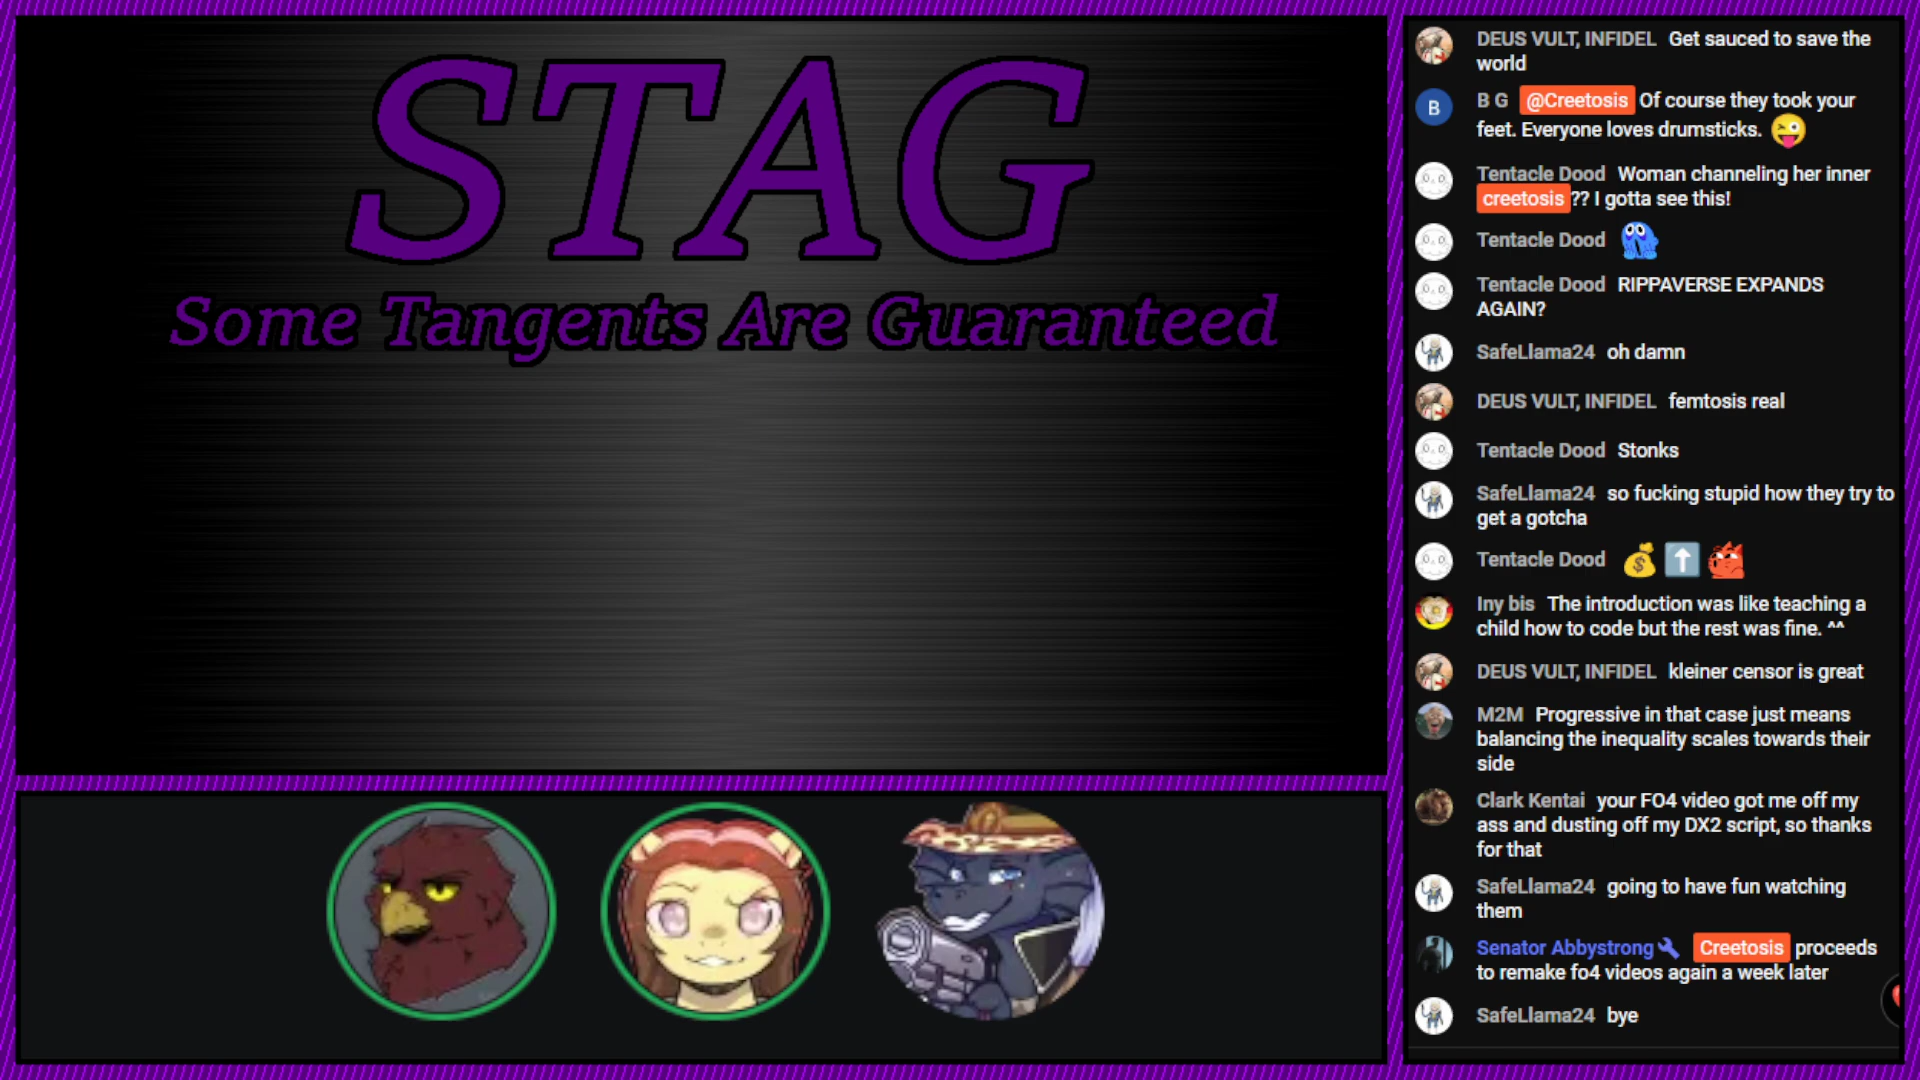 STAG
Some Tangents Are Guaranteed
DEUS VULT, INFIDEL Get sauced to save the
world
B
B G @Creetosis Of course they took your
feet. Everyone loves drumsticks.
Tentacle Dood Woman channeling her inner
creetosis ?? I gotta see this!
Tentacle Dood
Tentacle Dood RIPPAVERSE EXPANDS
AGAIN?
SafeLlama24 oh damn
DEUS VULT, INFIDEL femtosis real
Tentacle Dood Stonks
SafeLlama24 so fucking stupid how they try to
get a gotcha
Tentacle Dood
Iny bis The introduction was like teaching a
child how to code but the rest was fine. ^^
DEUS VULT, INFIDEL kleiner censor is great
M2M Progressive in that case just means
balancing the inequality scales towards their
side
Clark Kentai your FO4 video got me off my
ass and dusting off my DX2 script, so thanks
for that
SafeLlama24 going to have fun watching
them
Senator Abbystrong Creetosis proceeds
to remake fo4 videos again a week later
SafeLlama24 bye